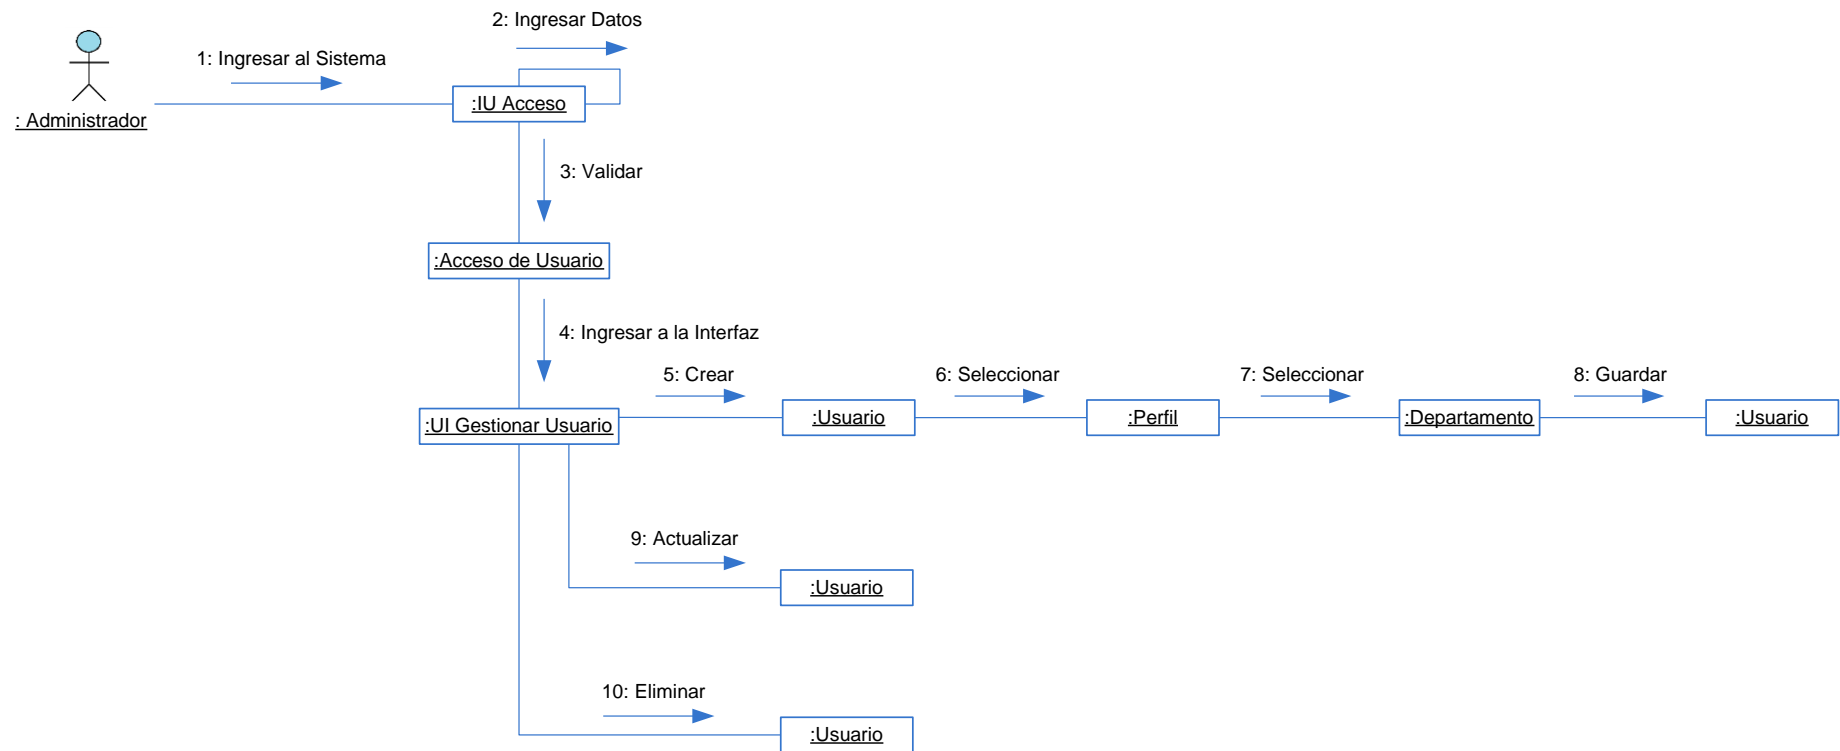 2: Ingresar Datos
1: Ingresar al Sistema
:IU Acceso
: Administrador
3: Validar
:Acceso de Usuario
4: Ingresar a la Interfaz
5: Crear
6: Seleccionar
7: Seleccionar
8: Guardar
:UI Gestionar Usuario
:Usuario
:Perfil
:Departamento
:Usuario
9: Actualizar
:Usuario
10: Eliminar
:Usuario